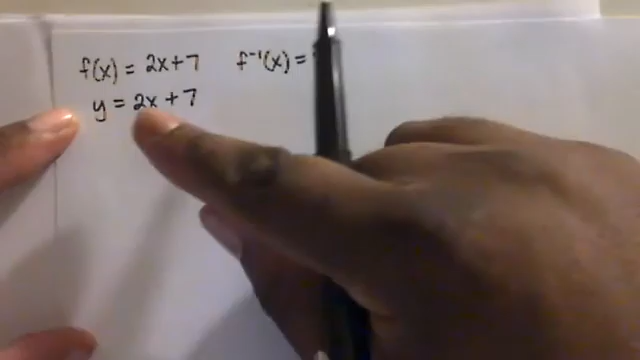 f(x) = 2x+7 f⁻¹(x) =
y = 2x+7